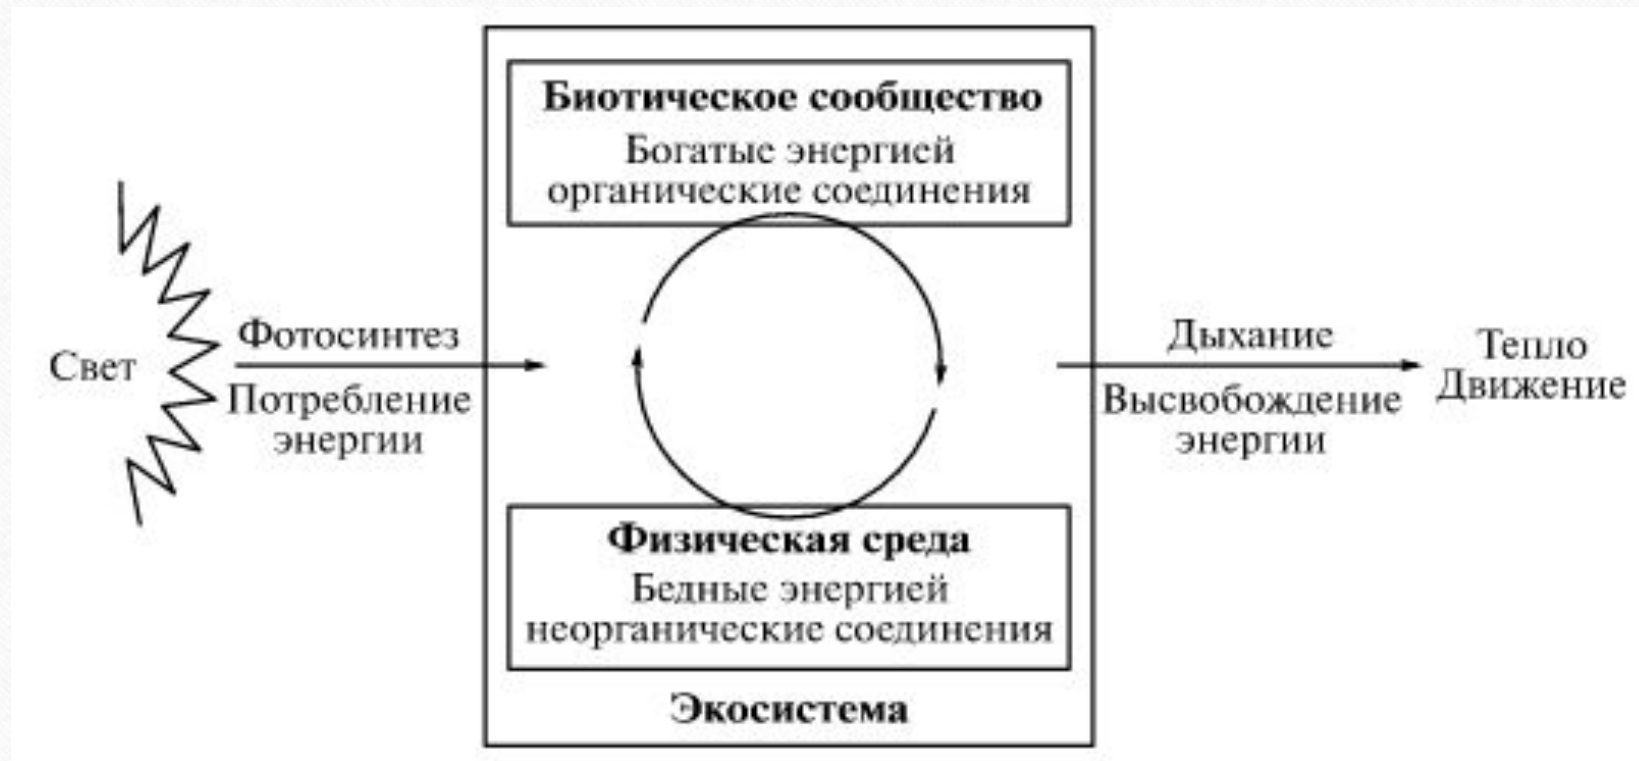 Биотическое сообщество
Богатые энергией
органические соединения
Свет
Фотосинтез
Потребление
энергии
Дыхание
Высвобождение
энергии
Тепло
Движение
Физическая среда
Бедные энергией
неорганические соединения
Экосистема